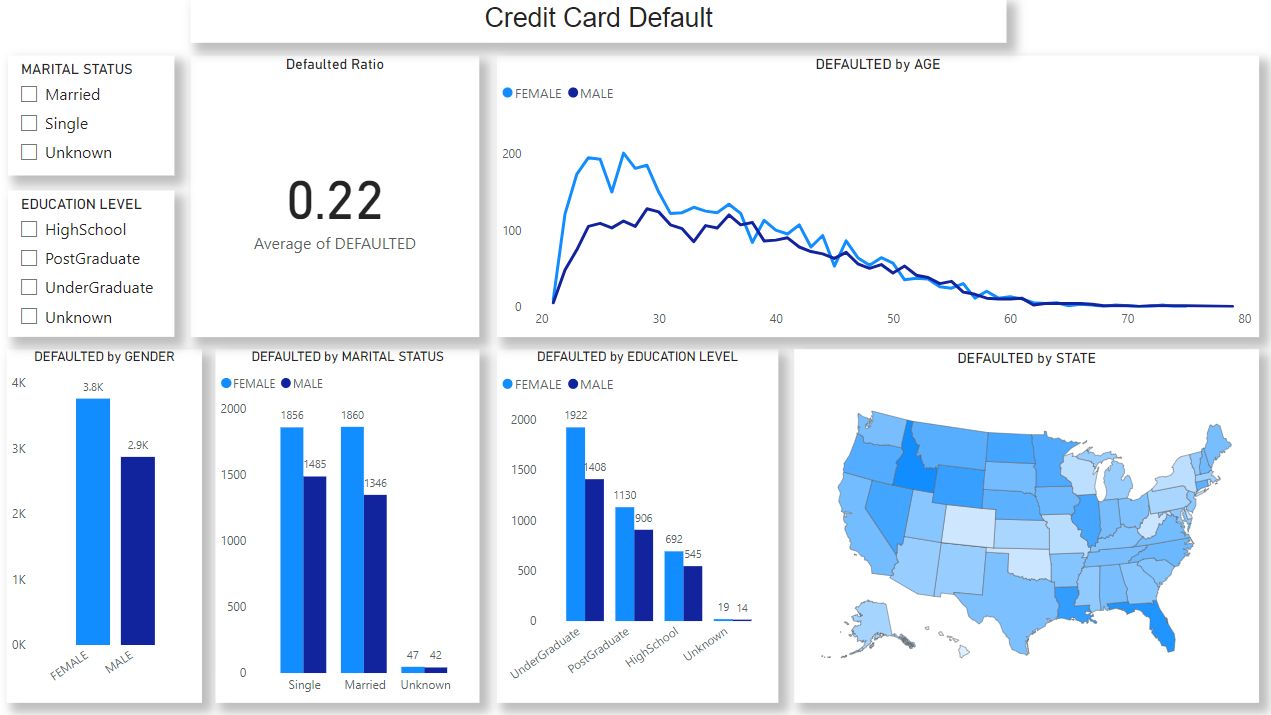 Credit Card Default
MARITAL STATUS
Married
Single
Unknown
EDUCATION LEVEL
HighSchool
PostGraduate
UnderGraduate
Unknown
Defaulted Ratio
0.22
Average of DEFAULTED
DEFAULTED by AGE
FEMALE MALE
200
100
0
20 30 40 50 60 70 80
DEFAULTED by GENDER
4K
3K
2K
1K
0K
3.8K
2.9K
FEMALE MALE
DEFAULTED by MARITAL STATUS
FEMALE MALE
2000
1500
1000
500
0
1856 1485 1860 1346 47 42
Single Married Unknown
DEFAULTED by EDUCATION LEVEL
FEMALE MALE
2000
1500
1000
500
0
1922 1408 1130 906 692 545 19 14
UnderGraduate PostGraduate HighSchool Unknown
DEFAULTED by STATE